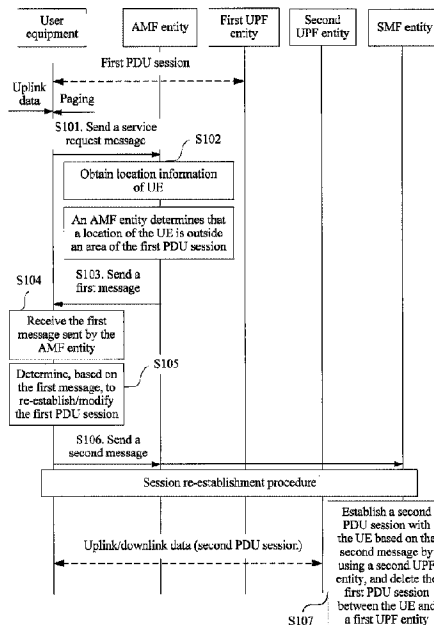 User
equipment
AMF entity
First UPF
entity
Second
UPF entity
SMF entity
First PDU session
Uplink
data
Paging
S101. Send a service
request message
S102
Obtain location information
of UE
An AMF entity determines that
a location of the UE is outside
an area of the first PDU session
S103. Send a
first message
S104
Receive the first
message sent by the
AMF entity
Determine, based on
the first message, to
re-establish/modify
the first PDU session
S105
S106. Send a
second message
Session re-establishment procedure
Uplink/downlink data (second PDU session)
Establish a second
PDU session with
the UE based on the
second message by
using a second UPF
entity, and delete the
first PDU session
between the UE and
a first UPF entity
S107